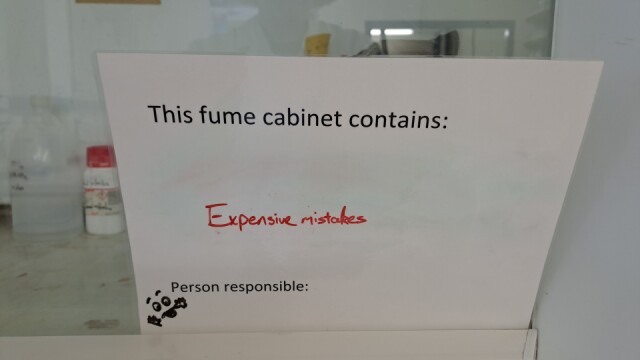 This fume cabinet contains:
Expensive mistakes
Person responsible: